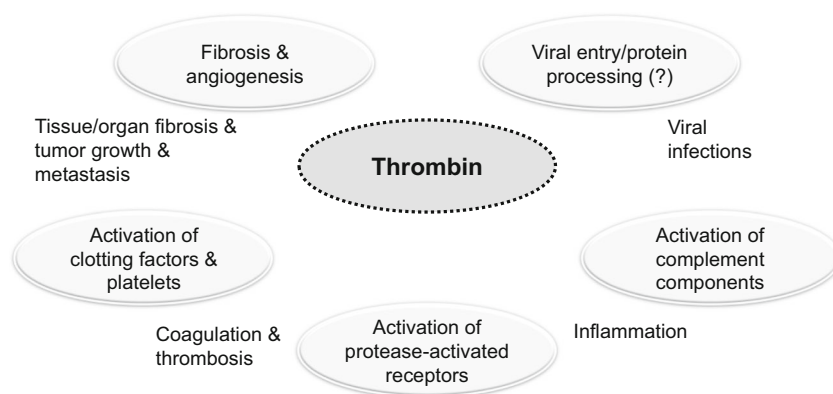 Fibrosis &
angiogenesis
Viral entry/protein
processing (?)
Tissue/organ fibrosis &
tumor growth &
metastasis
Thrombin
Viral
infections
Activation of
clotting factors &
platelets
Activation of
complement
components
Coagulation &
thrombosis
Activation of
protease-activated
receptors
Inflammation